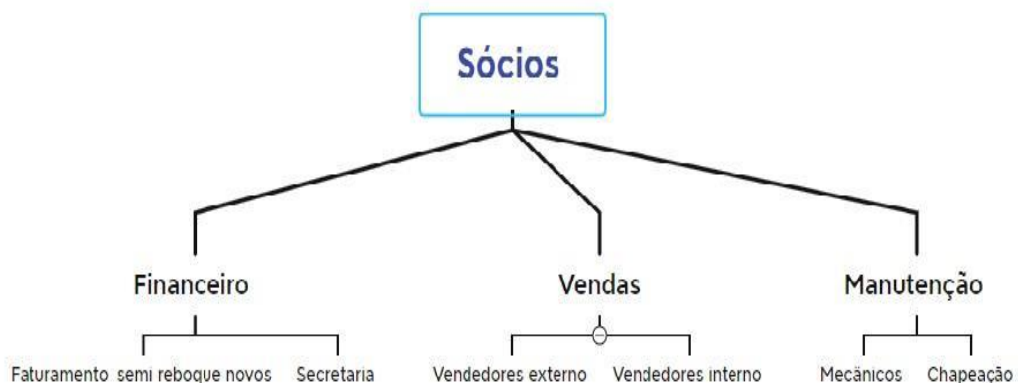 Sócios
Financeiro Vendas Manutenção
Faturamento semi reboque novos Secretaria Vendedores externo Vendedores interno Mecânicos Chapeação